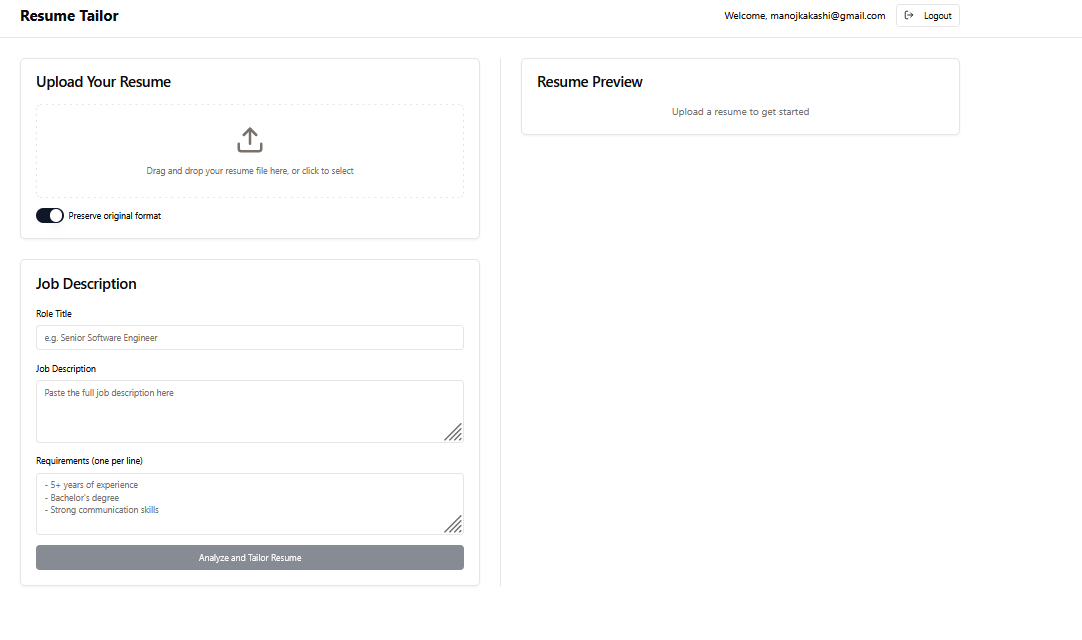 Resume Tailor
Welcome, manojkakashi@gmail.com
Logout
Upload Your Resume
Drag and drop your resume file here, or click to select
Preserve original format
Job Description
Role Title
e.g. Senior Software Engineer
Job Description
Paste the full job description here
Requirements (one per line)
- 5+ years of experience
- Bachelor's degree
- Strong communication skills
Analyze and Tailor Resume
Resume Preview
Upload a resume to get started